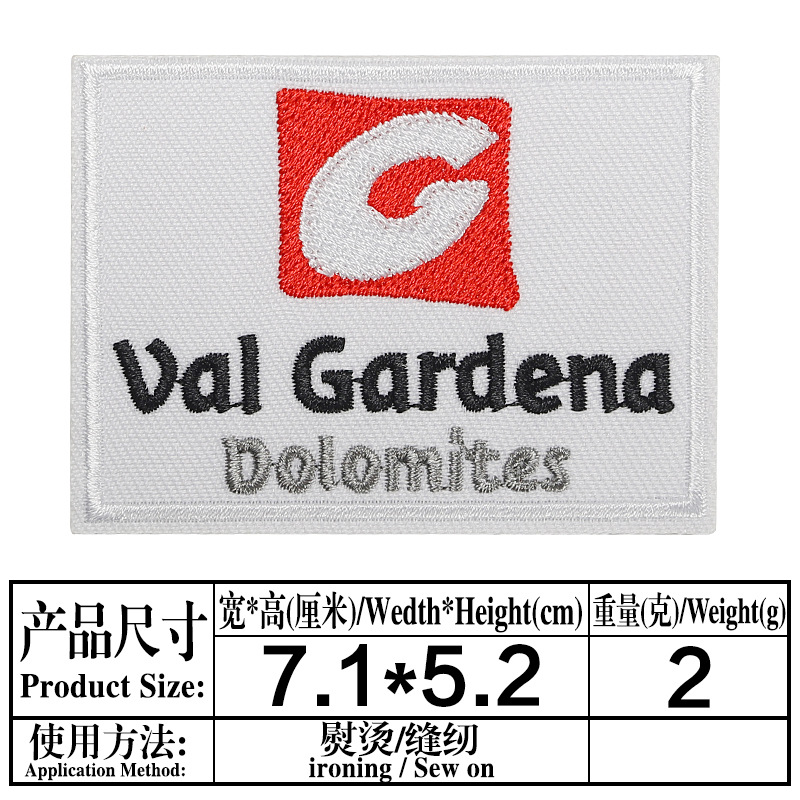 G
Val Gardena
Dolomites
产品尺寸
Product Size:
宽*高(厘米)/Wedth*Height(cm)
7.1*5.2
重量(克)/Weight(g)
2
使用方法:
Application Method:
熨烫/缝纫
ironing / Sew on